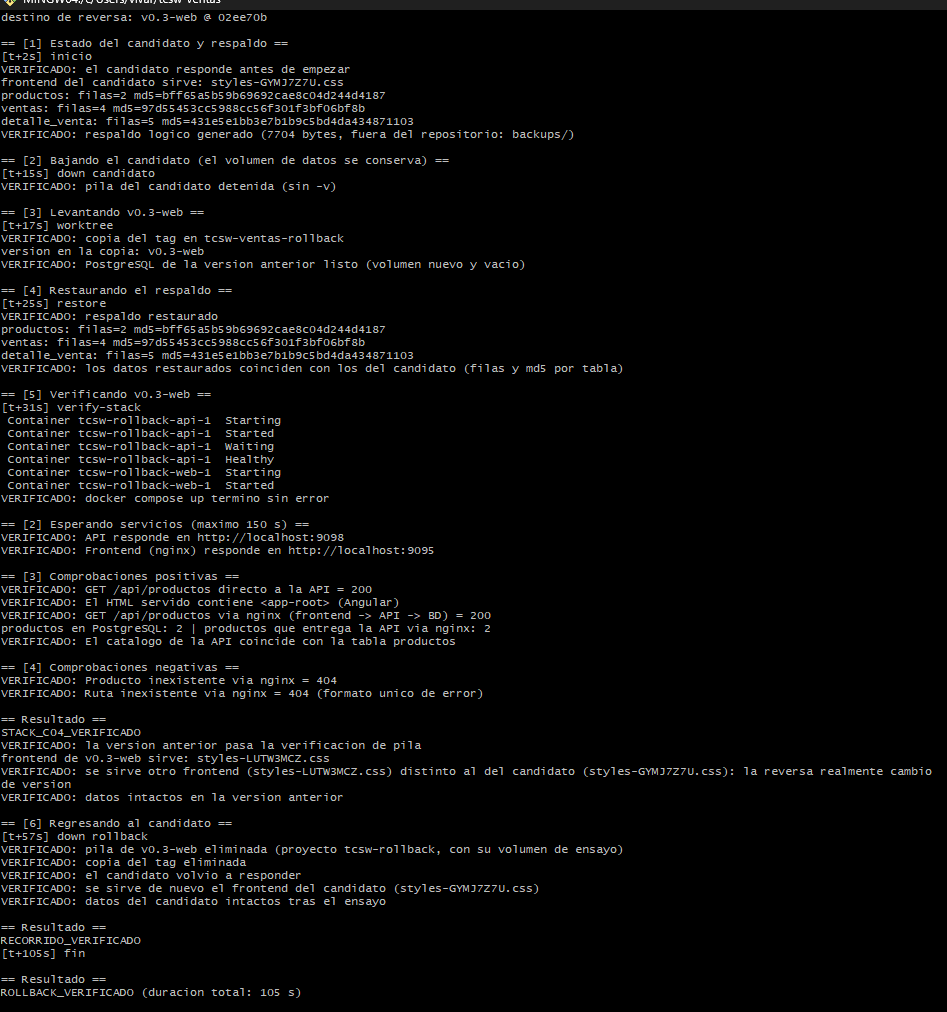 MINGW64:/c/Users/vivar/tcsw-ventas
destino de reversa: v0.3-web @ 02ee70b
== [1] Estado del candidato y respaldo ==
[t+2s] inicio
VERIFICADO: el candidato responde antes de empezar
frontend del candidato sirve: styles-GYMJ7Z7U.css
productos: filas=2 md5=bff65a5b59b69692cae8c04d244d4187
ventas: filas=4 md5=97d55453cc5988cc56f301f3bf06bf8b
detalle_venta: filas=5 md5=431e5e1bb3e7b1b9c5bd4da434871103
VERIFICADO: respaldo logico generado (7704 bytes, fuera del repositorio: backups/)
== [2] Bajando el candidato (el volumen de datos se conserva) ==
[t+15s] down candidato
VERIFICADO: pila del candidato detenida (sin -v)
== [3] Levantando v0.3-web ==
[t+17s] worktree
VERIFICADO: copia del tag en tcsw-ventas-rollback
version en la copia: v0.3-web
VERIFICADO: PostgreSQL de la version anterior listo (volumen nuevo y vacio)
== [4] Restaurando el respaldo ==
[t+25s] restore
VERIFICADO: respaldo restaurado
productos: filas=2 md5=bff65a5b59b69692cae8c04d244d4187
ventas: filas=4 md5=97d55453cc5988cc56f301f3bf06bf8b
detalle_venta: filas=5 md5=431e5e1bb3e7b1b9c5bd4da434871103
VERIFICADO: los datos restaurados coinciden con los del candidato (filas y md5 por tabla)
== [5] Verificando v0.3-web ==
[t+31s] verify-stack
Container tcsw-rollback-api-1  Starting
Container tcsw-rollback-api-1  Started
Container tcsw-rollback-api-1  Waiting
Container tcsw-rollback-api-1  Healthy
Container tcsw-rollback-web-1  Starting
Container tcsw-rollback-web-1  Started
VERIFICADO: docker compose up termino sin error
== [2] Esperando servicios (maximo 150 s) ==
VERIFICADO: API responde en http://localhost:9098
VERIFICADO: Frontend (nginx) responde en http://localhost:9095
== [3] Comprobaciones positivas ==
VERIFICADO: GET /api/productos directo a la API = 200
VERIFICADO: El HTML servido contiene <app-root> (Angular)
VERIFICADO: GET /api/productos via nginx (frontend -> API -> BD) = 200
productos en PostgreSQL: 2 | productos que entrega la API via nginx: 2
VERIFICADO: El catalogo de la API coincide con la tabla productos
== [4] Comprobaciones negativas ==
VERIFICADO: Producto inexistente via nginx = 404
VERIFICADO: Ruta inexistente via nginx = 404 (formato unico de error)
== Resultado ==
STACK_C04_VERIFICADO
VERIFICADO: la version anterior pasa la verificacion de pila
frontend de v0.3-web sirve: styles-LUTW3MCZ.css
VERIFICADO: se sirve otro frontend (styles-LUTW3MCZ.css) distinto al del candidato (styles-GYMJ7Z7U.css): la reversa realmente cambio
de version
VERIFICADO: datos intactos en la version anterior
== [6] Regresando al candidato ==
[t+57s] down rollback
VERIFICADO: pila de v0.3-web eliminada (proyecto tcsw-rollback, con su volumen de ensayo)
VERIFICADO: copia del tag eliminada
VERIFICADO: el candidato volvio a responder
VERIFICADO: se sirve de nuevo el frontend del candidato (styles-GYMJ7Z7U.css)
VERIFICADO: datos del candidato intactos tras el ensayo
== Resultado ==
RECORRIDO_VERIFICADO
[t+105s] fin
== Resultado ==
ROLLBACK_VERIFICADO (duracion total: 105 s)